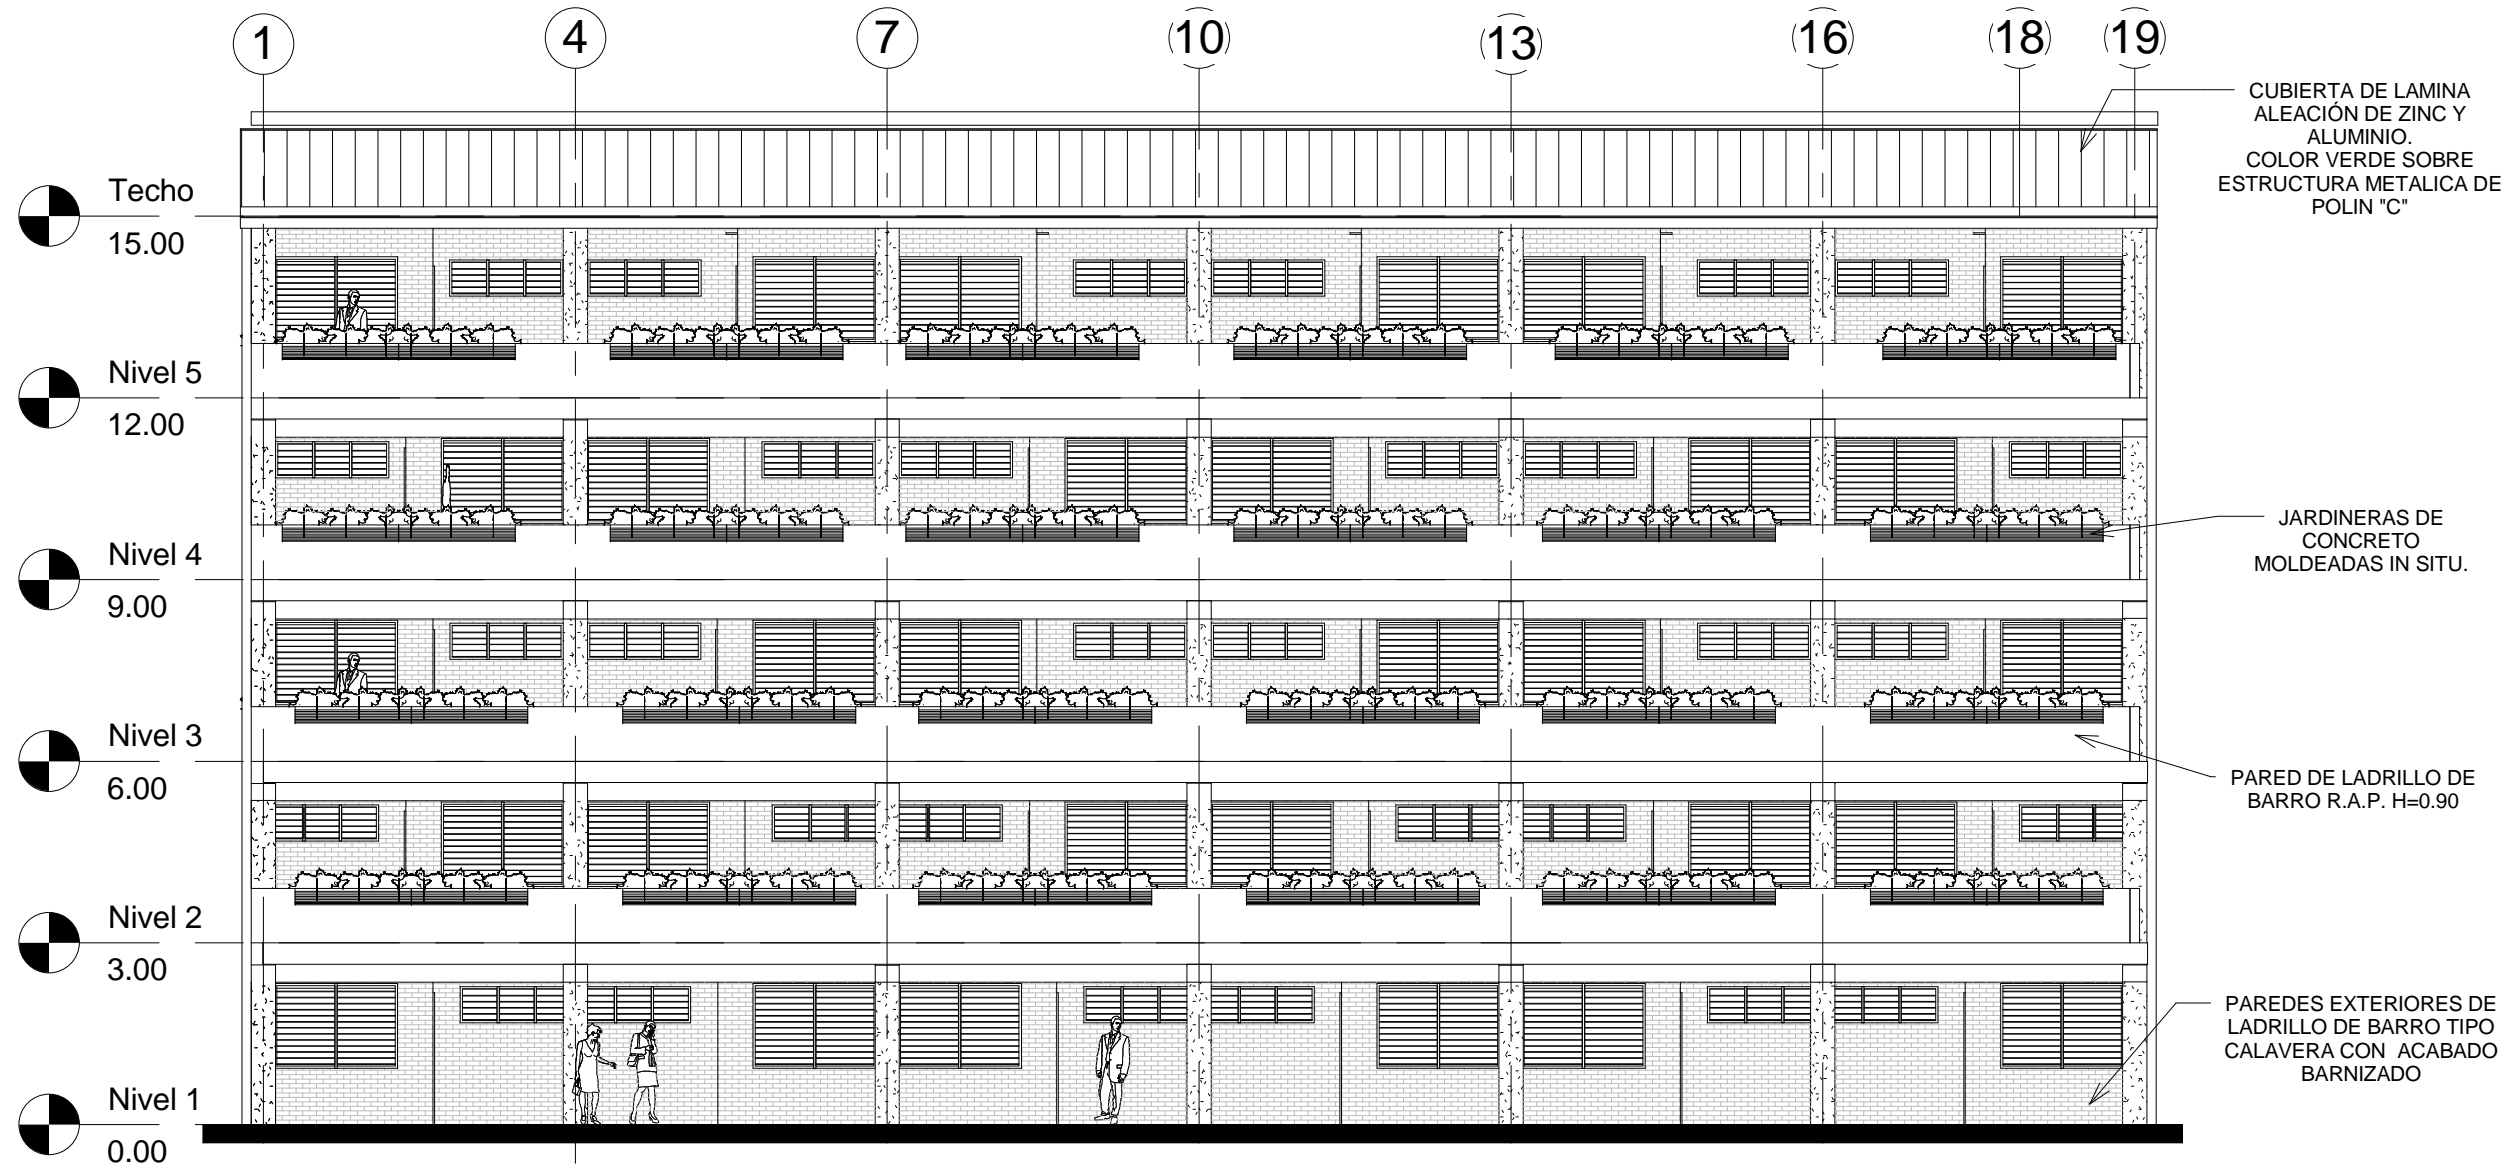 1
4
7
10
13
16
18
19
CUBIERTA DE LAMINA
ALEACIÓN DE ZINC Y
ALUMINIO.
COLOR VERDE SOBRE
ESTRUCTURA METALICA DE
POLIN "C"
Techo
15.00
Nivel 5
12.00
JARDINERAS DE
CONCRETO
MOLDEADAS IN SITU.
Nivel 4
9.00
Nivel 3
6.00
PARED DE LADRILLO DE
BARRO R.A.P. H=0.90
Nivel 2
3.00
PAREDES EXTERIORES DE
LADRILLO DE BARRO TIPO
CALAVERA CON ACABADO
BARNIZADO
Nivel 1
0.00